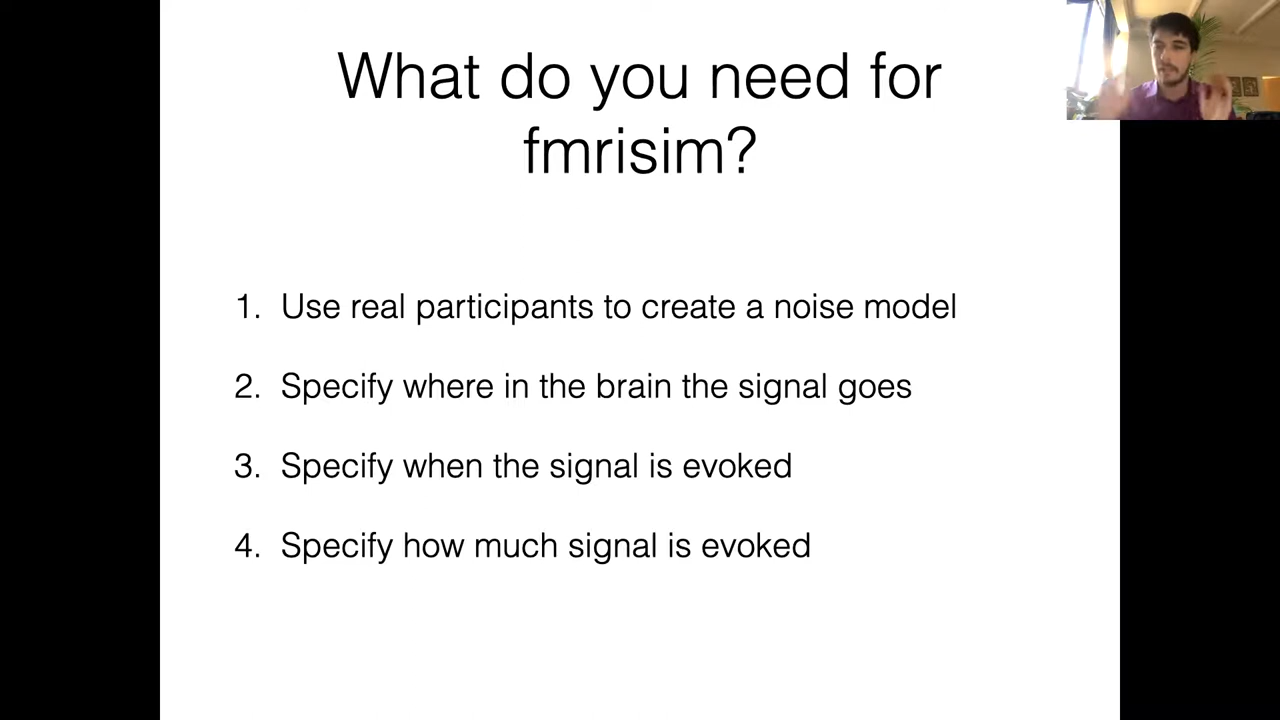 What do you need for
fmrisim?
1. Use real participants to create a noise model
2. Specify where in the brain the signal goes
3. Specify when the signal is evoked
4. Specify how much signal is evoked